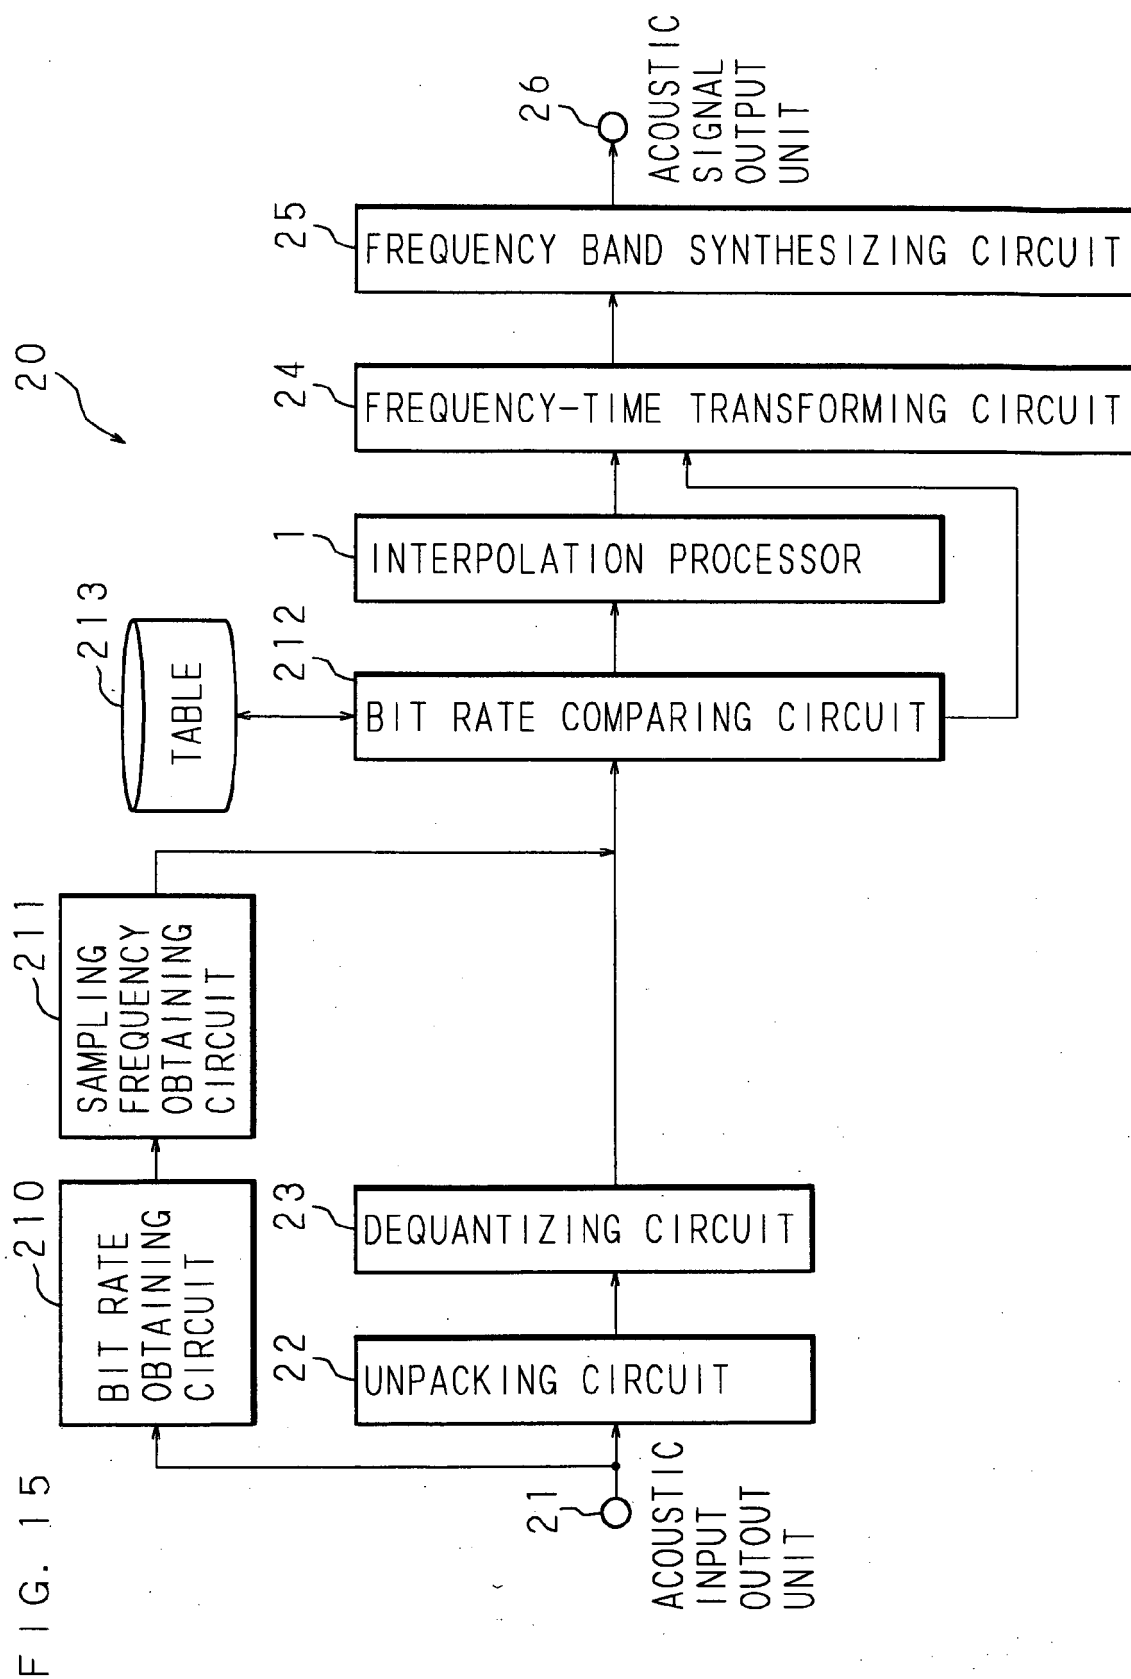 FIG. 15
20
210
BIT RATE
OBTAINING
CIRCUIT
211
SAMPLING
FREQUENCY
OBTAINING
CIRCUIT
213
TABLE
21
ACOUSTIC
INPUT
OUTOUT
UNIT
22
UNPACKING CIRCUIT
23
DEQUANTIZING CIRCUIT
212
BIT RATE COMPARING CIRCUIT
1
INTERPOLATION PROCESSOR
24
FREQUENCY-TIME TRANSFORMING CIRCUIT
25
FREQUENCY BAND SYNTHESIZING CIRCUIT
26
ACOUSTIC
SIGNAL
OUTPUT
UNIT